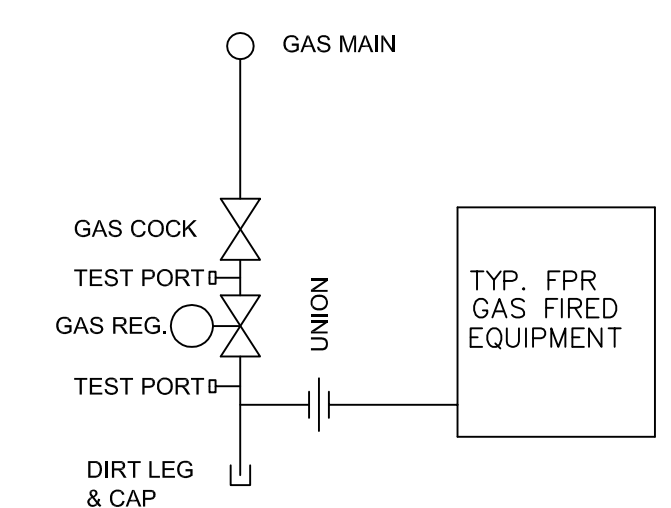 GAS MAIN
GAS COCK
TEST PORT
GAS REG.
UNION
TEST PORT
TYP. FPR
GAS FIRED
EQUIPMENT
DIRT LEG
& CAP